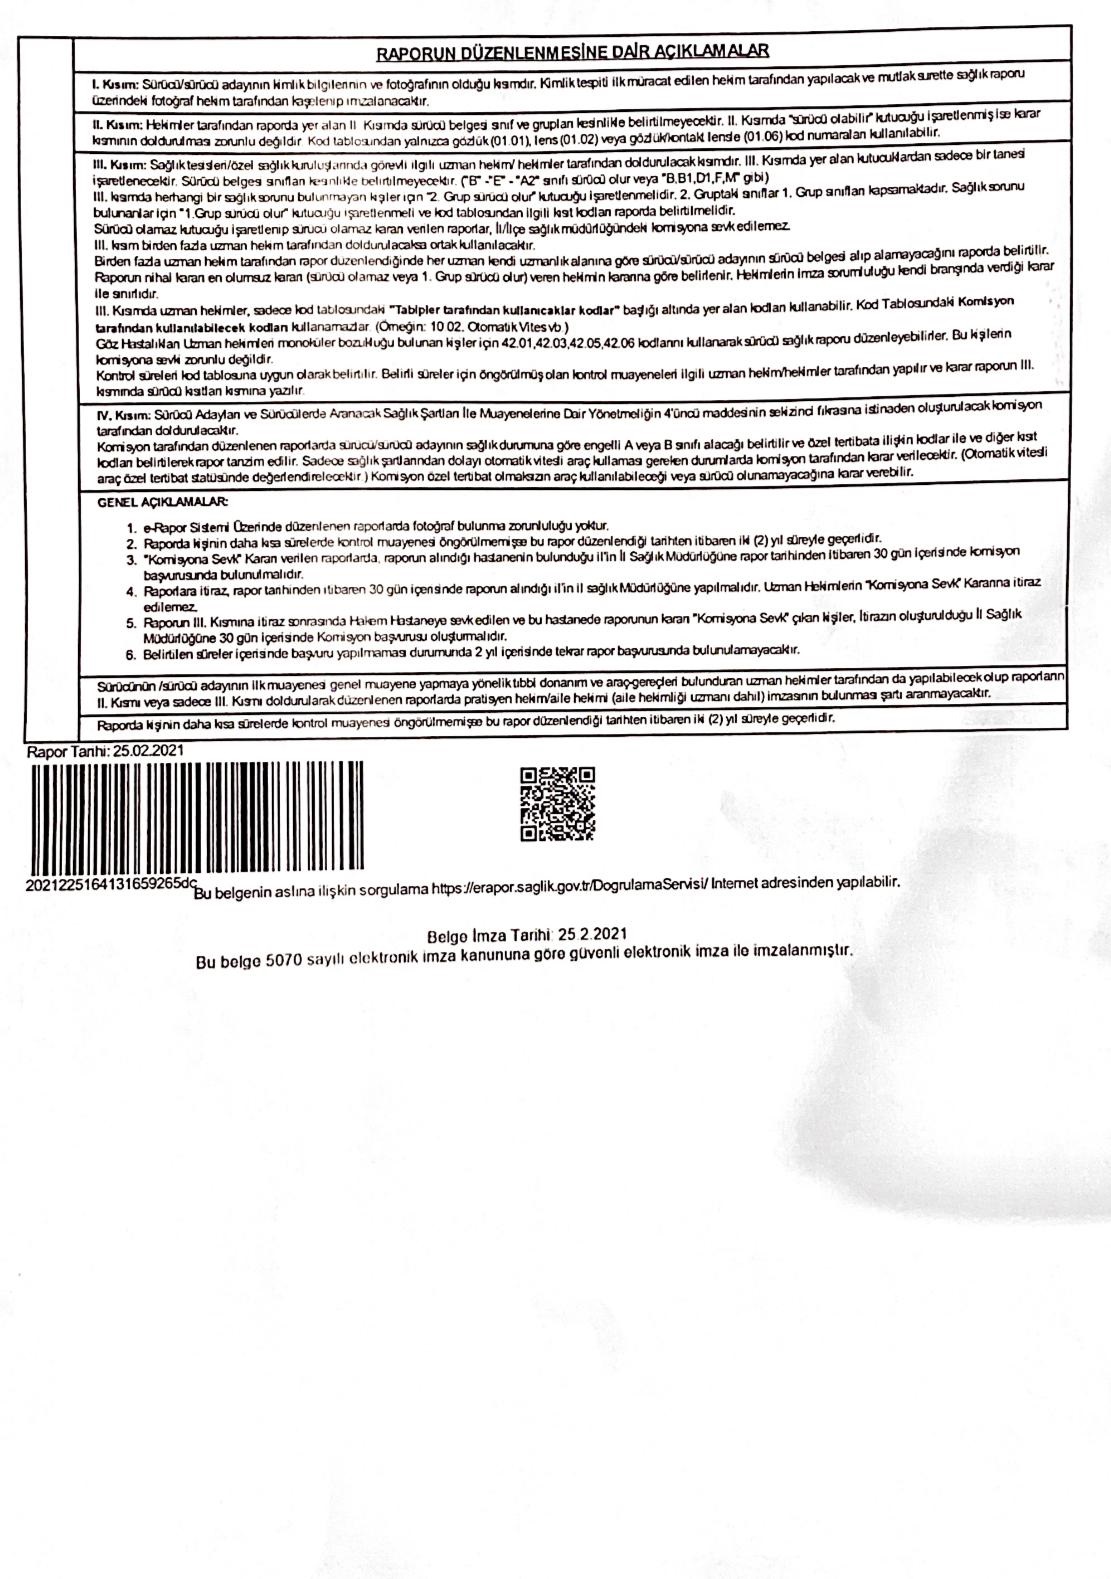 RAPORUN DÜZENLENMESİNE DAİR AÇIKLAMALAR
I. Kısım: Sürücü/sürücü adayının kimlik bilgilerinin ve fotoğrafının olduğu kısımdır. Kimlik tespiti ilk müracat edilen hekim tarafından yapılacak ve mutlak surette sağlık raporu
üzerindeki fotoğraf hekim tarafından kaşelenip imzalanacaktır.
II. Kısım: Hekimler tarafından raporda yer alan II Kısımda sürücü belgesi sınıf ve grupları kesinlikle belirtilmeyecektir. II. Kısımda "sürücü olabilir" kutucuğu işaretlenmiş ise karar
kısmının doldurulması zorunlu değildir Kod tablosundan yalnızca gözlük (01.01), lens (01.02) veya gözlük/kontak lensle (01.06) kod numaraları kullanılabilir.
III. Kısım: Sağlık tesisleri/özel sağlık kuruluşlarında görevli ilgili uzman hekim/ hekimler tarafından doldurulacak kısımdır. III. Kısımda yer alan kutucuklardan sadece bir tanesi
işaretlenecektir. Sürücü belgesi sınıfları kesinlikle belirtilmeyecektir. ("B" -"E" - "A2" sınıfı sürücü olur veya "B,B1,D1,F,M" gibi)
III. kısımda herhangi bir sağlık sorunu bulunmayan kişler için "2. Grup sürücü olur" kutucuğu işaretlenmelidir. 2. Gruptaki sınıflar 1. Grup sınıfları kapsamaktadır. Sağlık sorunu
bulunanlar için "1.Grup sürücü olur" kutucuğu işaretlenmeli ve kod tablosundan ilgili kısıt kodları raporda belirtilmelidir.
Sürücü olamaz kutucuğu işaretlenip sürücü olamaz kararı verilen raporlar, İl/İlçe sağlık müdürlüğündeki komisyona sevk edilemez.
III. kısım birden fazla uzman hekim tarafından doldurulacaksa ortak kullanılacaktır.
Birden fazla uzman hekim tarafından rapor düzenlendiğinde her uzman kendi uzmanlık alanına göre sürücü/sürücü adayının sürücü belgesi alıp alamayacağını raporda belirtilir.
Raporun nihai kararı en olumsuz kararı (sürücü olamaz veya 1. Grup sürücü olur) veren hekimin kararına göre belirlenir. Hekimlerin imza sorumluluğu kendi branşında verdiği karar
ile sınırlıdır.
III. Kısımda uzman hekimler, sadece kod tablosundaki "Tabipler tarafından kullanıcaklar kodlar" başlığı altında yer alan kodları kullanabilir. Kod Tablosundaki Komisyon
tarafından kullanılabilecek kodları kullanamazlar. (Örneğin: 10 02. Otomatik Vites vb )
Göz Hastalıkları Uzman hekimleri monoküler bozukluğu bulunan kişler için 42.01,42.03,42.05,42.06 kodlarını kullanarak sürücü sağlık raporu düzenleyebilirler. Bu kişlerin
komisyona sevki zorunlu değildir.
Kontrol süreleri kod tablosuna uygun olarak belirtilir. Belirli süreler için öngörülmüş olan kontrol muayeneleri ilgili uzman hekim/hekimler tarafından yapılır ve karar raporun III.
kısmında sürücü kısıtları kısmına yazılır.
IV. Kısım: Sürücü Adayları ve Sürücülerde Aranacak Sağlık Şartları İle Muayenelerine Dair Yönetmeliğin 4'üncü maddesinin sekizinci fıkrasına istinaden oluşturulacak komisyon
tarafından doldurulacaktır.
Komisyon tarafından düzenlenen raporlarda sürücü/sürücü adayının sağlık durumuna göre engelli A veya B sınıfı alacağı belirtilir ve özel tertibata ilişkin kodlar ile ve diğer kısıt
kodları belirtilerek rapor tanzim edilir. Sadece sağlık şartlarından dolayı otomatik vitesli araç kullaması gereken durumlarda komisyon tarafından karar verilecektir. (Otomatik vitesli
araç özel tertibat statüsünde değerlendirelecektir ) Komisyon özel tertibat olmaksızın araç kullanılabileceği veya sürücü olunamayacağına karar verebilir.
GENEL AÇIKLAMALAR:
1. e-Rapor Sistemi Üzerinde düzenlenen raporlarda fotoğraf bulunma zorunluluğu yoktur.
2. Raporda kişinin daha kısa sürelerde kontrol muayenesi öngörülmemişse bu rapor düzenlendiği tarihten itibaren iki (2) yıl süreyle geçerlidir.
3. "Komisyona Sevk" Kararı verilen raporlarda, raporun alındığı hastanenin bulunduğu il'in İl Sağlık Müdürlüğüne rapor tarihinden itibaren 30 gün içerisinde komisyon
başvurusunda bulunulmalıdır.
4. Raporlara itiraz, rapor tarihinden itibaren 30 gün içerisinde raporun alındığı il'in il sağlık Müdürlüğüne yapılmalıdır. Uzman Hekimlerin "Komisyona Sevk" Kararına itiraz
edilemez.
5. Raporun III. Kısmına itiraz sonrasında Hakem Hastaneye sevk edilen ve bu hastanede raporunun kararı "Komisyona Sevk" çıkan kişiler, İtirazın oluşturulduğu İl Sağlık
Müdürlüğüne 30 gün içerisinde Komisyon başvurusu oluşturmalıdır.
6. Belirtilen süreler içerisinde başvuru yapılmaması durumunda 2 yıl içerisinde tekrar rapor başvurusunda bulunulamayacaktır.
Sürücünün /sürücü adayının ilk muayenesi genel muayene yapmaya yönelik tıbbi donanım ve araç-gereçleri bulunduran uzman hekimler tarafından da yapılabilecek olup raporların
II. Kısmı veya sadece III. Kısmı doldurularak düzenlenen raporlarda pratisyen hekim/aile hekimi (aile hekimliği uzmanı dahil) imzasının bulunması şartı aranmayacaktır.
Raporda kişinin daha kısa sürelerde kontrol muayenesi öngörülmemişse bu rapor düzenlendiği tarihten itibaren iki (2) yıl süreyle geçerlidir.
Rapor Tarihi: 25.02.2021
2021225164131659265dc
Bu belgenin aslına ilişkin sorgulama https://erapor.saglik.gov.tr/DogrulamaServisi/ Internet adresinden yapılabilir.
Belge İmza Tarihi: 25.2.2021
Bu belge 5070 sayılı elektronik imza kanununa göre güvenli elektronik imza ile imzalanmıştır.